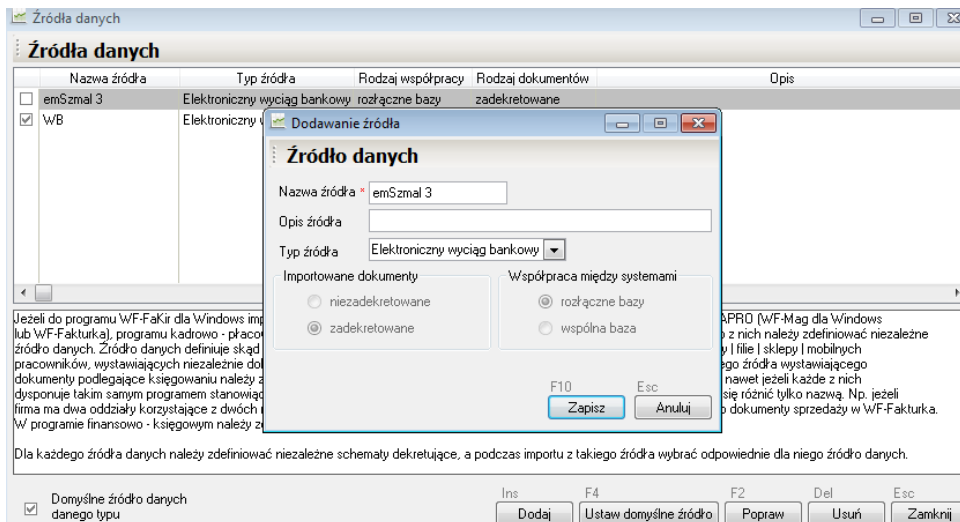 Źródła danych
Źródła danych
Nazwa źródła Typ źródła Rodzaj współpracy Rodzaj dokumentów Opis
emSzmal 3 Elektroniczny wyciąg bankowy rozłączne bazy zadekretowane
WB Elektroniczny
Dodawanie źródła
Źródło danych
Nazwa źródła * emSzmal 3
Opis źródła
Typ źródła Elektroniczny wyciąg bankowy
Importowane dokumenty Współpraca między systemami
niezadekretowane rozłączne bazy
zadekretowane wspólna baza
F10 Esc
Zapisz Anuluj
Jeżeli do programu WF-FaKir dla Windows imp APRO (WF-Mag dla Windows
lub WF-Fakturka), programu kadrowo - płaco z nich należy zdefiniować niezależne
źródło danych. Źródło danych definiuje skąd y | filie | sklepy | mobilnych
pracowników, wystawiających niezależnie do ego źródła wystawiającego
dokumenty podlegające księgowaniu należy z nawet jeżeli każde z nich
dysponuje takim samym programem stanowiąc się różnić tylko nazwą. Np. jeżeli
firma ma dwa oddziały korzystające z dwóch o dokumenty sprzedaży w WF-Fakturka.
W programie finansowo - księgowym należy z
Dla każdego źródła danych należy zdefiniować niezależne schematy dekretujące, a podczas importu z takiego źródła wybrać odpowiednie dla niego źródło danych.
Domyślne źródło danych
danego typu
Ins F4 F2 Del Esc
Dodaj Ustaw domyślne źródło Popraw Usuń Zamknij